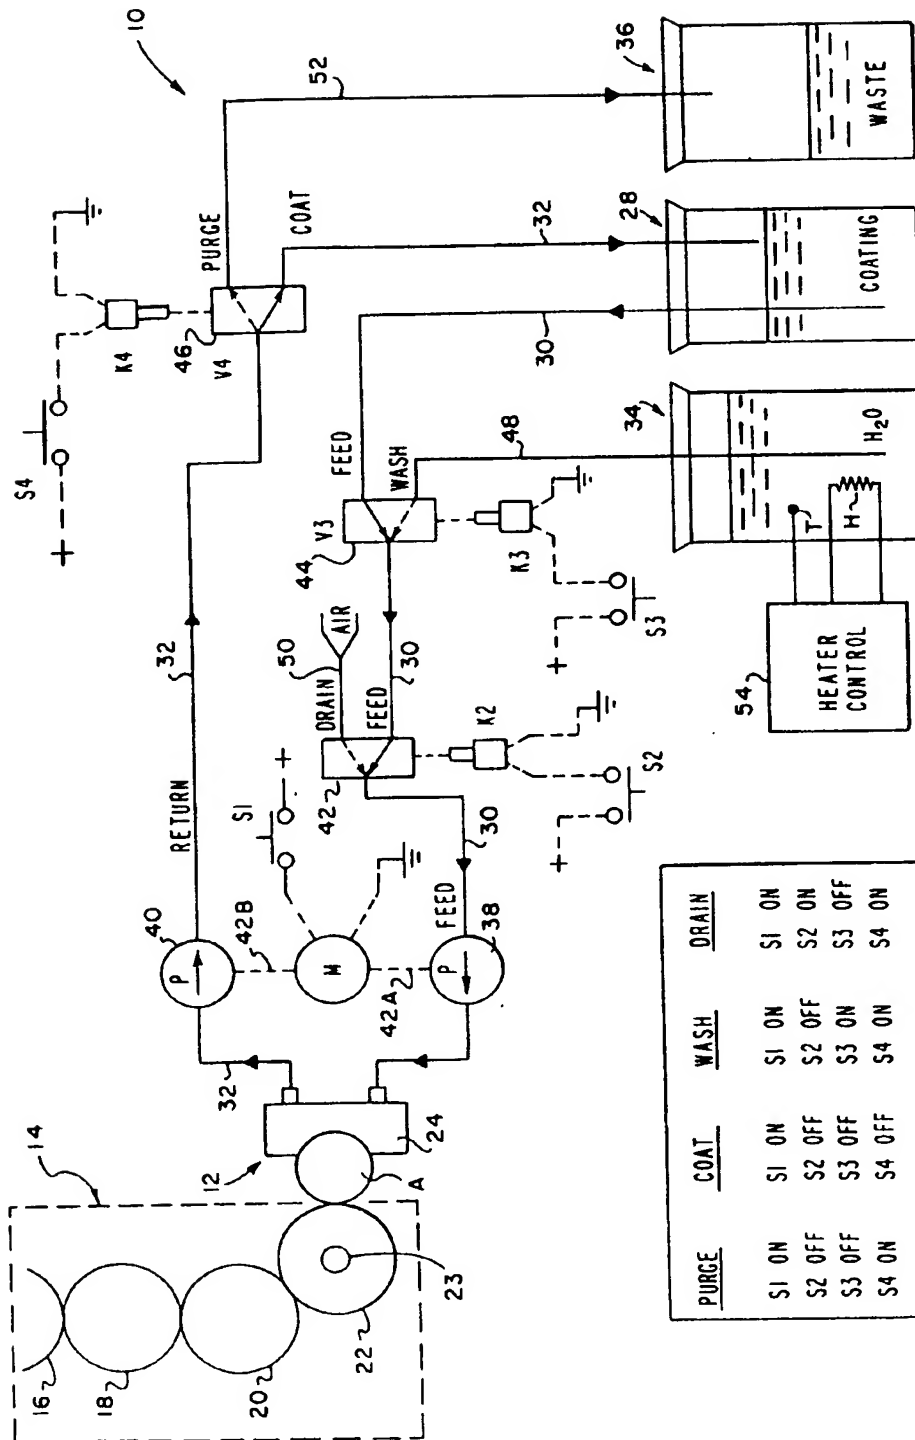 10
52
36
WASTE
PURGE
COAT
32
28
COATING
K4
46
V4
S4
30
34
H₂O
FEED
WASH
48
V3
44
K3
S3
T
H
54
HEATER
CONTROL
AIR
50
DRAIN
FEED
30
32
RETURN
42
K2
S2
S1
30
FEED
40
P
42B
M
42A
P
38
32
24
12
A
14
23
22
20
18
16
PURGE COAT WASH DRAIN
S1 ON S1 ON S1 ON S1 ON
S2 OFF S2 OFF S2 OFF S2 ON
S3 OFF S3 OFF S3 ON S3 OFF
S4 ON S4 OFF S4 ON S4 ON